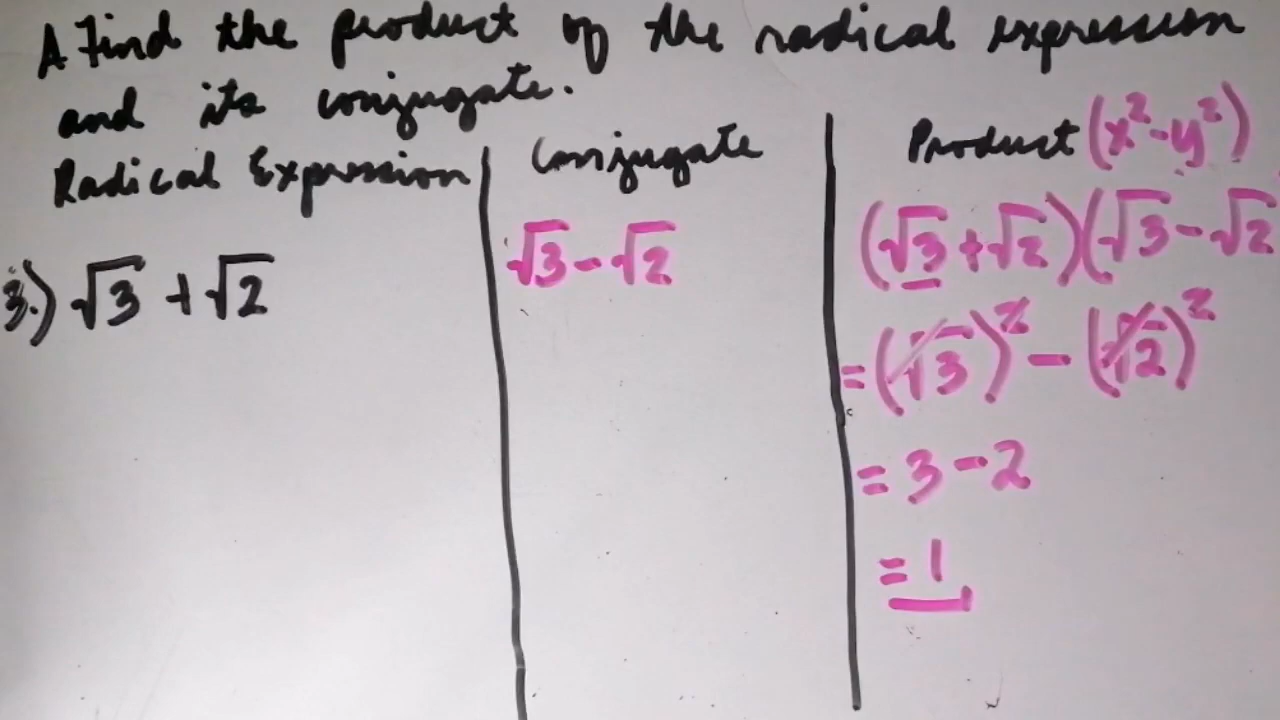 A. Find the product of the radical expression
and its conjugate.
Radical Expression
Conjugate
Product (x²-y²)
3.) √3 + √2
√3 - √2
(√3 + √2)(√3 - √2
= (√3)² - (√2)²
= 3 - 2
= 1